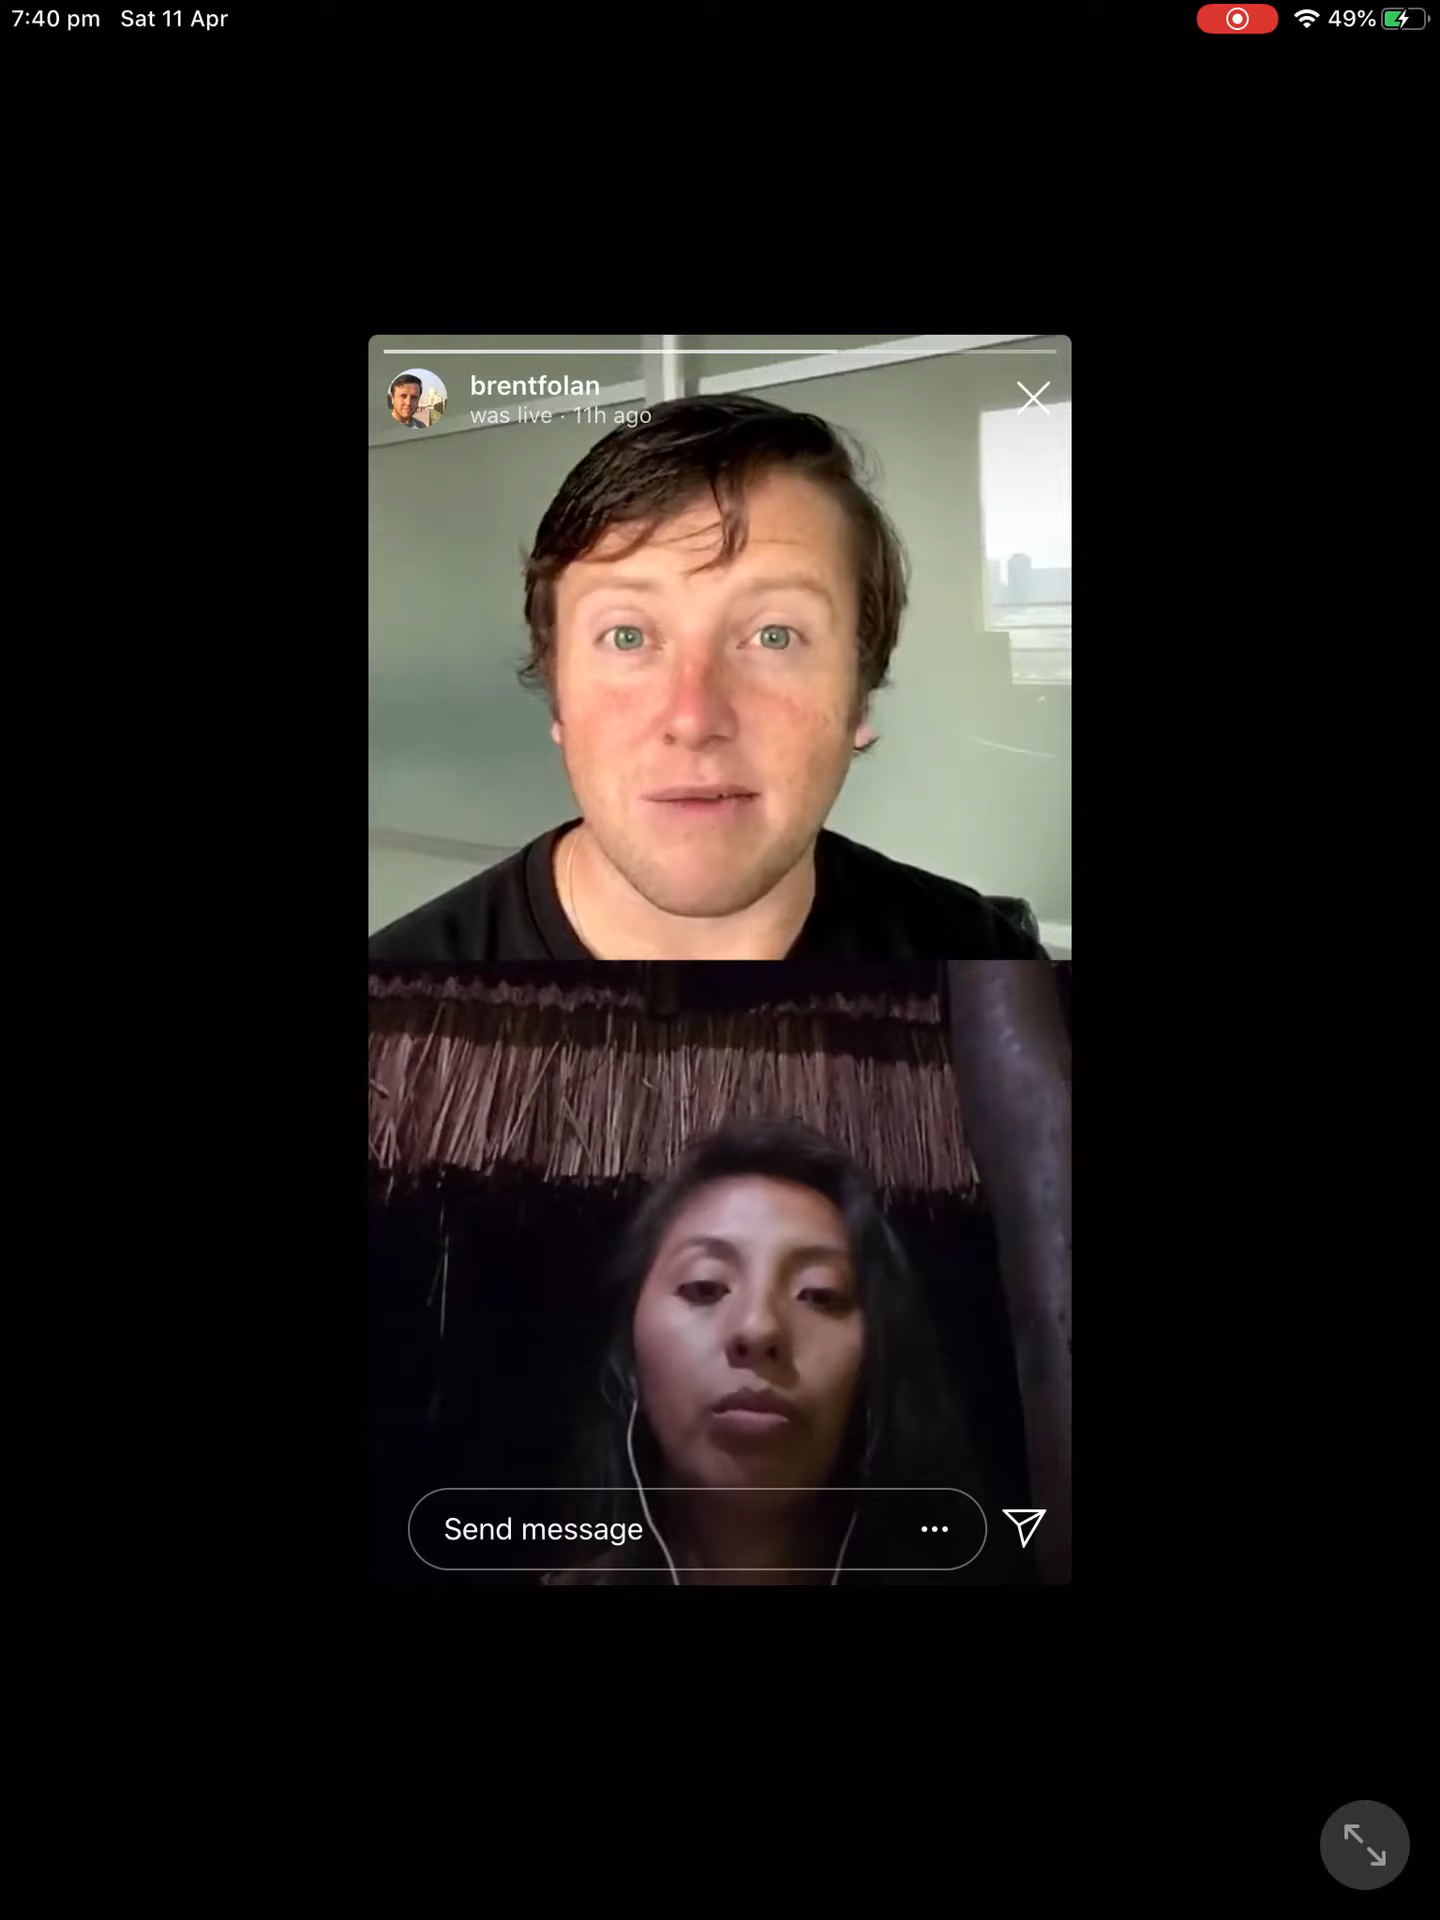 7:40 pm Sat 11 Apr
49%
brentfolan
was live · 11h ago
Send message